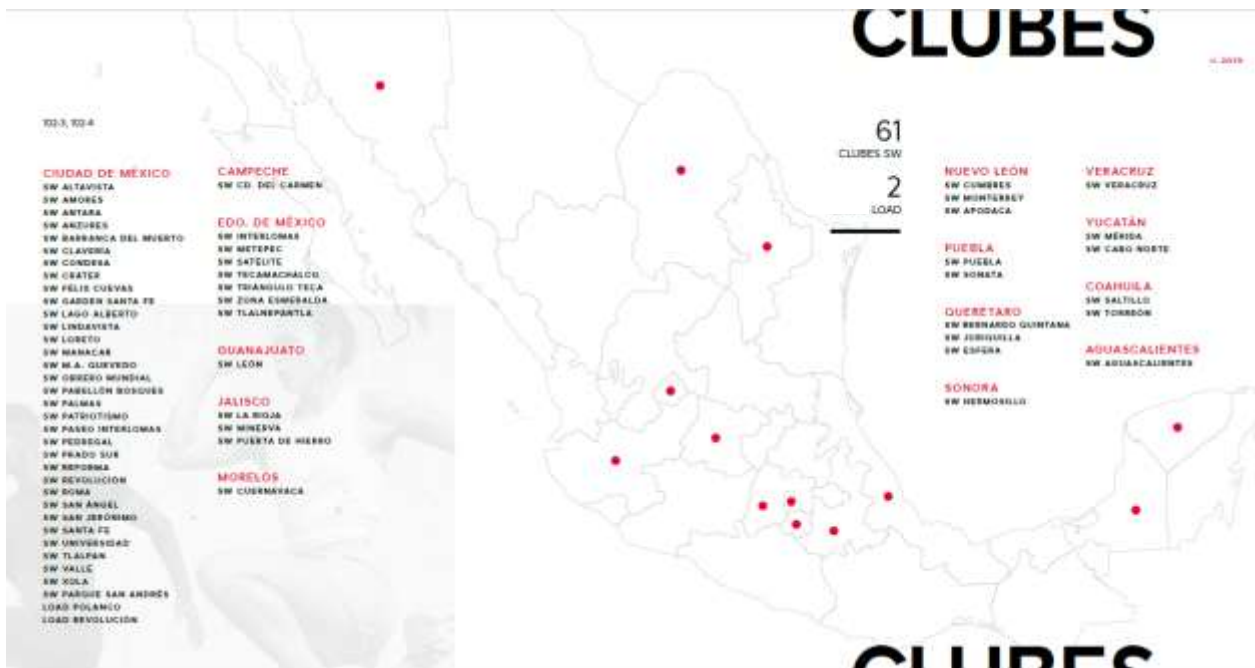 CLUBES
102-3, 102-4
CIUDAD DE MÉXICO
SW ALTAVISTA
SW AMORES
SW ANTARA
SW ANZURES
SW BARRANCA DEL MUERTO
SW CLAVERÍA
SW CONDESA
SW CRATER
SW FÉLIX CUEVAS
SW GARDEN SANTA FE
SW LAGO ALBERTO
SW LINDAVISTA
SW LORETO
SW MANACAR
SW M.A. QUEVEDO
SW OBRERO MUNDIAL
SW PABELLÓN BOSQUES
SW PALMAS
SW PATRIOTISMO
SW PASEO INTERLOMAS
SW PEDREGAL
SW PRADO SUR
SW REFORMA
SW REVOLUCIÓN
SW ROMA
SW SAN ÁNGEL
SW SAN JERÓNIMO
SW SANTA FE
SW UNIVERSIDAD
SW TLALPAN
SW VALLE
SW XOLA
SW PARQUE SAN ANDRÉS
LOAD POLANCO
LOAD REVOLUCIÓN
CAMPECHE
SW CD. DEL CARMEN
EDO. DE MÉXICO
SW INTERLOMAS
SW METEPEC
SW SATÉLITE
SW TECAMACHALCO
SW TRIÁNGULO TECA
SW ZONA ESMERALDA
SW TLALNEPANTLA
GUANAJUATO
SW LEÓN
JALISCO
SW LA RIOJA
SW MINERVA
SW PUERTA DE HIERRO
MORELOS
SW CUERNAVACA
61
CLUBES SW
2
LOAD
NUEVO LEÓN
SW CUMBRES
SW MONTERREY
SW APODACA
PUEBLA
SW PUEBLA
SW SONATA
QUERÉTARO
SW BERNARDO QUINTANA
SW JURIQUILLA
SW ESFERA
SONORA
SW HERMOSILLO
VERACRUZ
SW VERACRUZ
YUCATÁN
SW MÉRIDA
SW CABO NORTE
COAHUILA
SW SALTILLO
SW TORREÓN
AGUASCALIENTES
SW AGUASCALIENTES
CLUBES